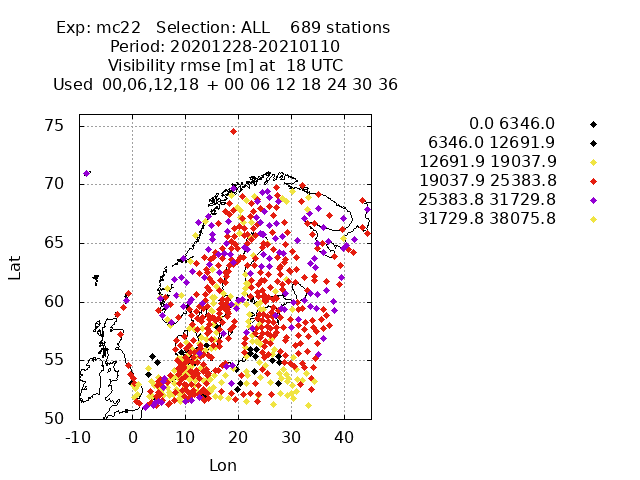 Exp: mc22 Selection: ALL 689 stations
Period: 20201228-20210110
Visibility rmse [m] at 18 UTC
Used 00,06,12,18 + 00 06 12 18 24 30 36
0.0 6346.0
6346.0 12691.9
12691.9 19037.9
19037.9 25383.8
25383.8 31729.8
31729.8 38075.8
75
70
65
60
55
50
Lat
-10 0 10 20 30 40
Lon